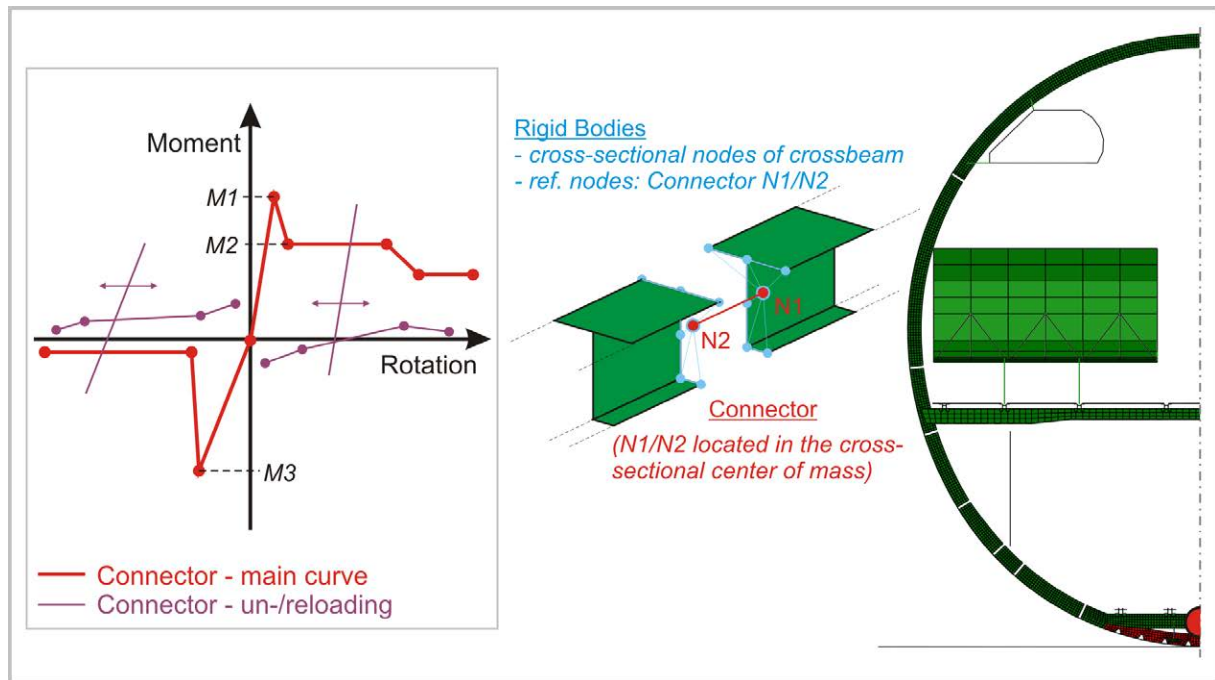 Moment
M1
M2
Rotation
M3
Connector - main curve
Connector - un-/reloading
Rigid Bodies
- cross-sectional nodes of crossbeam
- ref. nodes: Connector N1/N2
N1
N2
Connector
(N1/N2 located in the cross-
sectional center of mass)